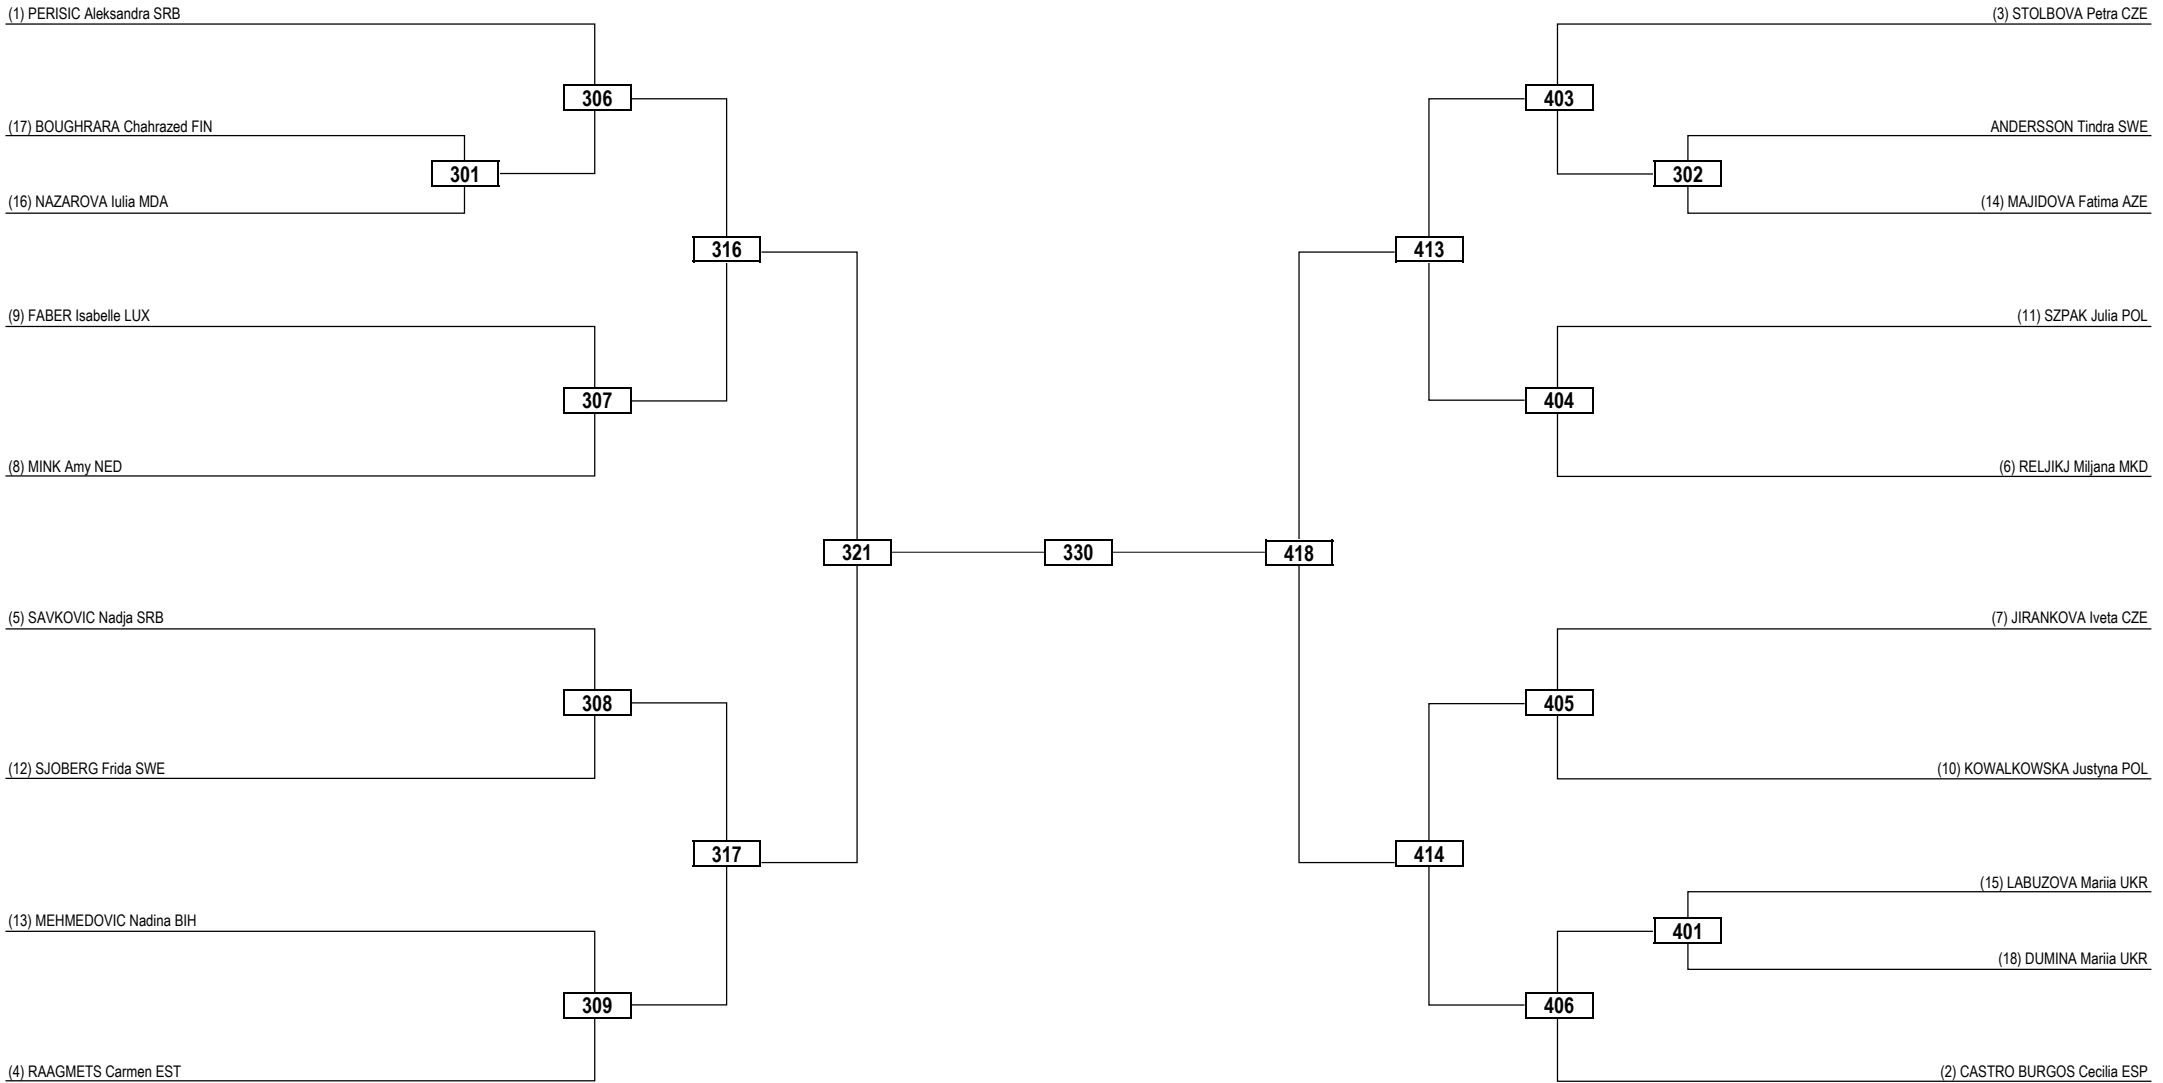 (1) PERISIC Aleksandra SRB
(3) STOLBOVA Petra CZE
306
403
(17) BOUGHRARA Chahrazed FIN
ANDERSSON Tindra SWE
301
302
(16) NAZAROVA Iulia MDA
(14) MAJIDOVA Fatima AZE
316
413
(9) FABER Isabelle LUX
(11) SZPAK Julia POL
307
404
(8) MINK Amy NED
(6) RELJIKJ Miljana MKD
321
330
418
(5) SAVKOVIC Nadja SRB
(7) JIRANKOVA Iveta CZE
308
405
(12) SJOBERG Frida SWE
(10) KOWALKOWSKA Justyna POL
317
414
(15) LABUZOVA Mariia UKR
(13) MEHMEDOVIC Nadina BIH
401
(18) DUMINA Mariia UKR
309
406
(4) RAAGMETS Carmen EST
(2) CASTRO BURGOS Cecilia ESP